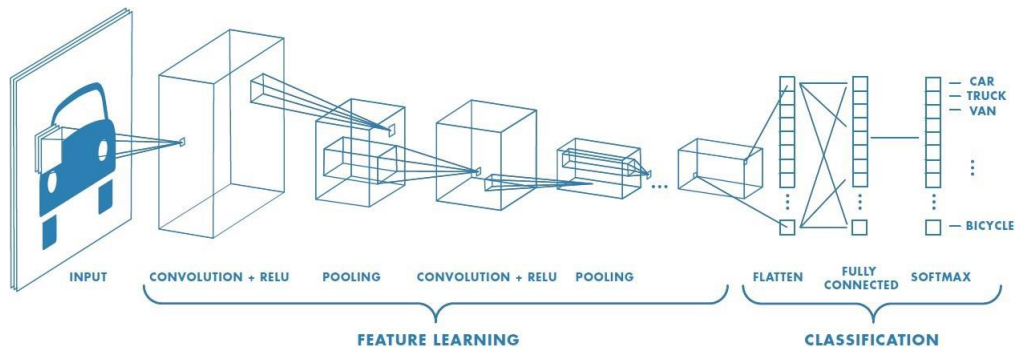 CAR
TRUCK
VAN
BICYCLE
INPUT
CONVOLUTION + RELU
POOLING
CONVOLUTION + RELU
POOLING
FLATTEN
FULLY
CONNECTED
SOFTMAX
FEATURE LEARNING
CLASSIFICATION